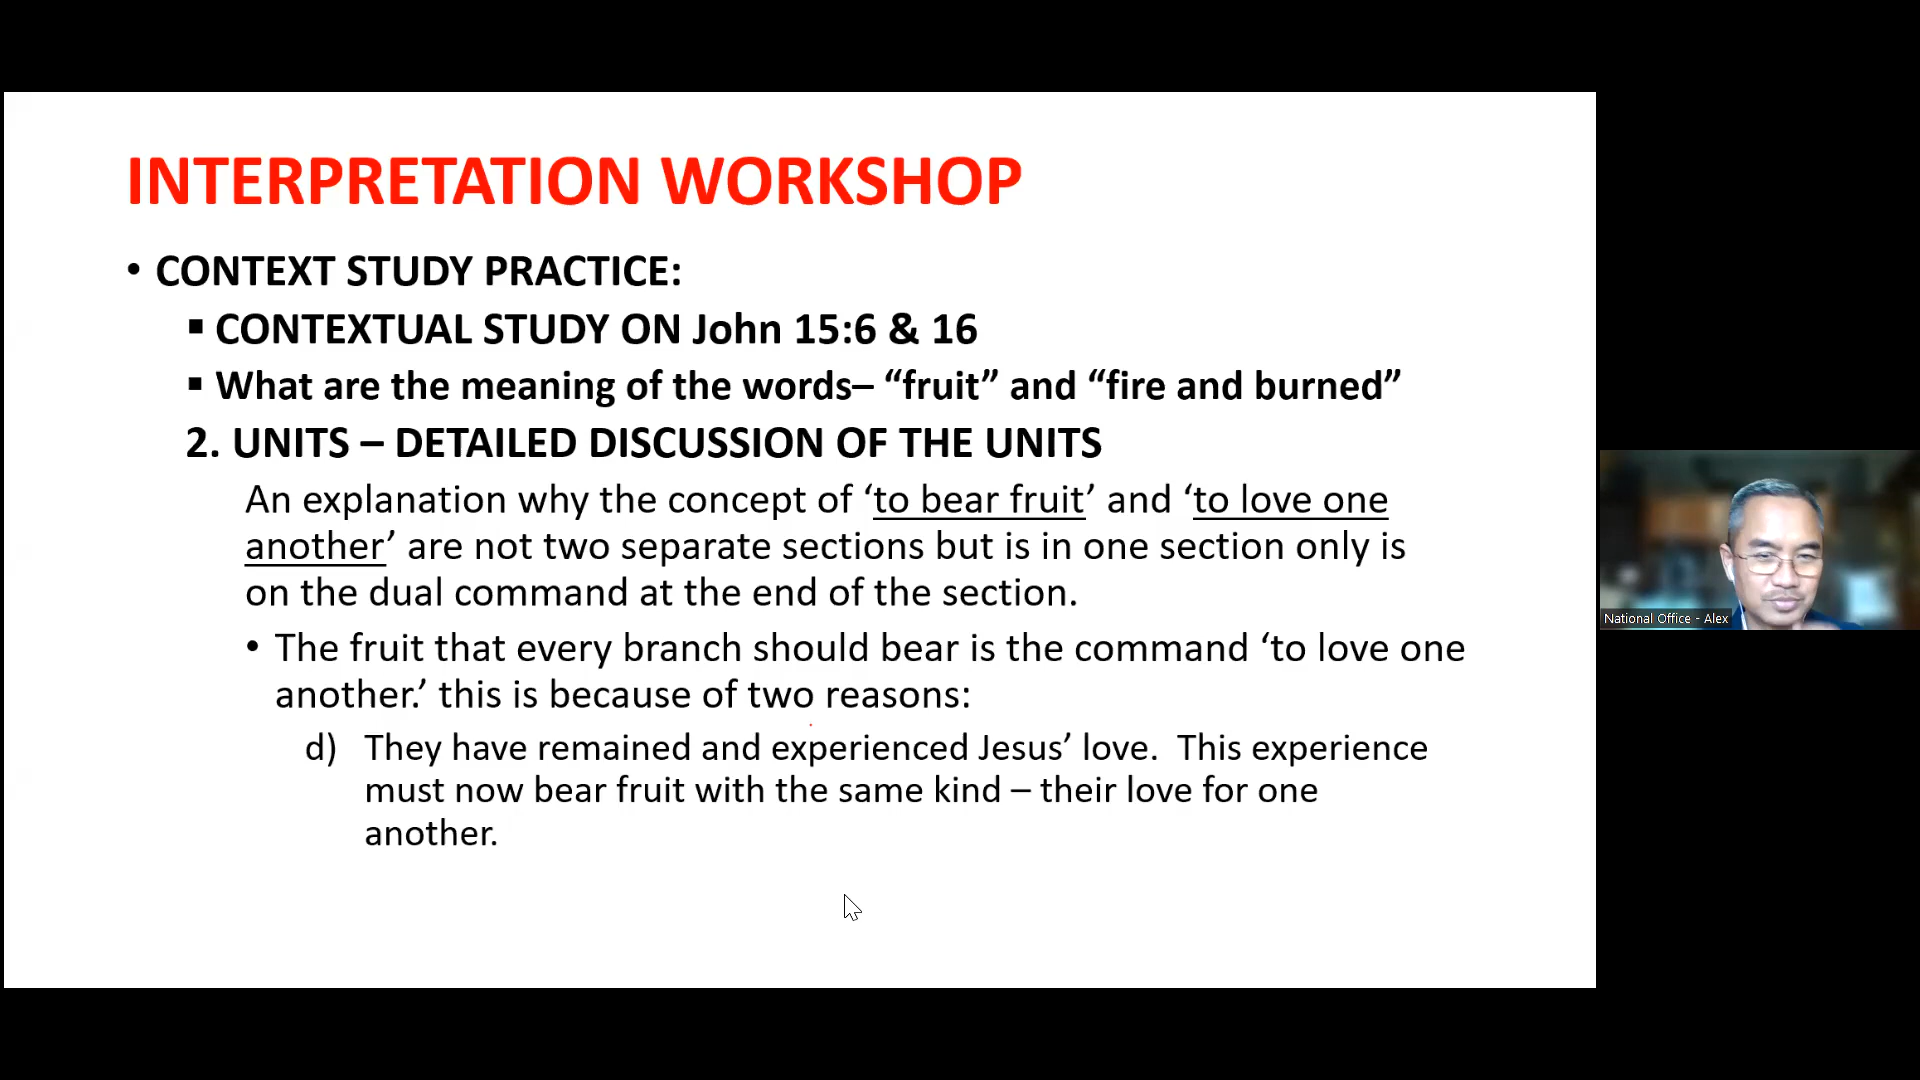 INTERPRETATION WORKSHOP
• CONTEXT STUDY PRACTICE:
▪ CONTEXTUAL STUDY ON John 15:6 & 16
▪ What are the meaning of the words– “fruit” and “fire and burned”
2. UNITS – DETAILED DISCUSSION OF THE UNITS
An explanation why the concept of ‘to bear fruit’ and ‘to love one
another’ are not two separate sections but is in one section only is
on the dual command at the end of the section.
• The fruit that every branch should bear is the command ‘to love one
another.’ this is because of two reasons:
d) They have remained and experienced Jesus’ love. This experience
must now bear fruit with the same kind – their love for one
another.
National Office - Alex